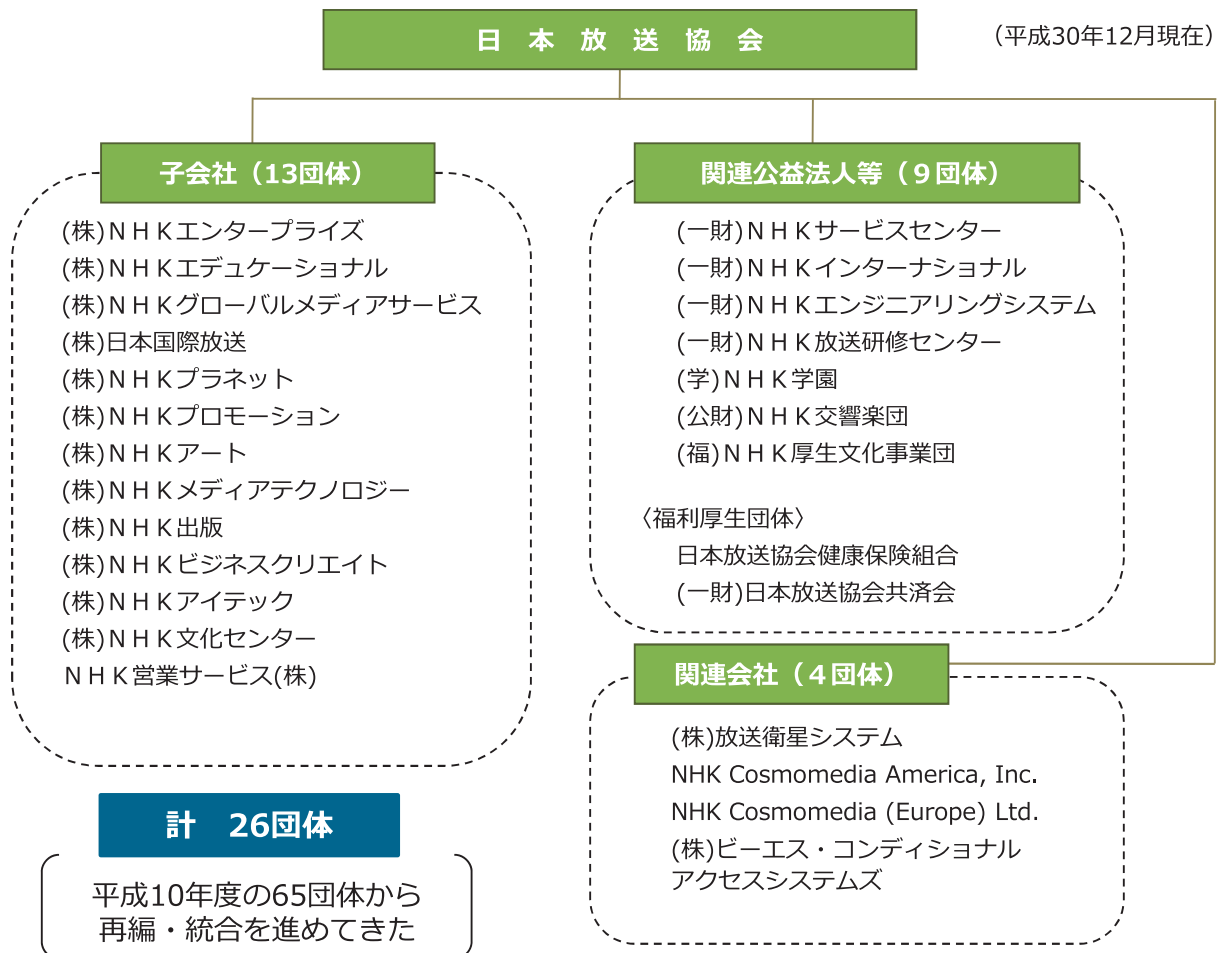 日本放送協会
（平成30年12月現在）
子会社（13団体）
(株)ＮＨＫエンタープライズ
(株)ＮＨＫエデュケーショナル
(株)ＮＨＫグローバルメディアサービス
(株)日本国際放送
(株)ＮＨＫプラネット
(株)ＮＨＫプロモーション
(株)ＮＨＫアート
(株)ＮＨＫメディアテクノロジー
(株)ＮＨＫ出版
(株)ＮＨＫビジネスクリエイト
(株)ＮＨＫアイテック
(株)ＮＨＫ文化センター
ＮＨＫ営業サービス(株)
計　26団体
平成10年度の65団体から
再編・統合を進めてきた
関連公益法人等（９団体）
(一財)ＮＨＫサービスセンター
(一財)ＮＨＫインターナショナル
(一財)ＮＨＫエンジニアリングシステム
(一財)ＮＨＫ放送研修センター
(学)ＮＨＫ学園
(公財)ＮＨＫ交響楽団
(福)ＮＨＫ厚生文化事業団
〈福利厚生団体〉
日本放送協会健康保険組合
(一財)日本放送協会共済会
関連会社（４団体）
(株)放送衛星システム
NHK Cosmomedia America, Inc.
NHK Cosmomedia (Europe) Ltd.
(株)ビーエス・コンディショナル
アクセスシステムズ